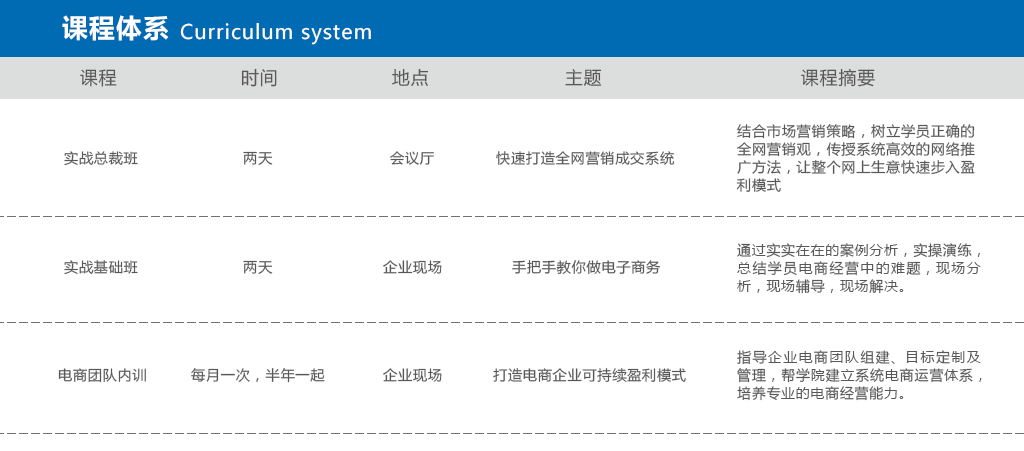 课程体系 Curriculum system
课程 时间 地点 主题 课程摘要
实战总裁班 两天 会议厅 快速打造全网营销成交系统
结合市场营销策略，树立学员正确的
全网营销观，传授系统高效的网络推
广方法，让整个网上生意快速步入盈
利模式
实战基础班 两天 企业现场 手把手教你做电子商务
通过实实在在的案例分析，实操演练，
总结学员电商经营中的难题，现场分
析，现场辅导，现场解决。
电商团队内训 每月一次，半年一起 企业现场 打造电商企业可持续盈利模式
指导企业电商团队组建、目标定制及
管理，帮学院建立系统电商运营体系，
培养专业的电商经营能力。